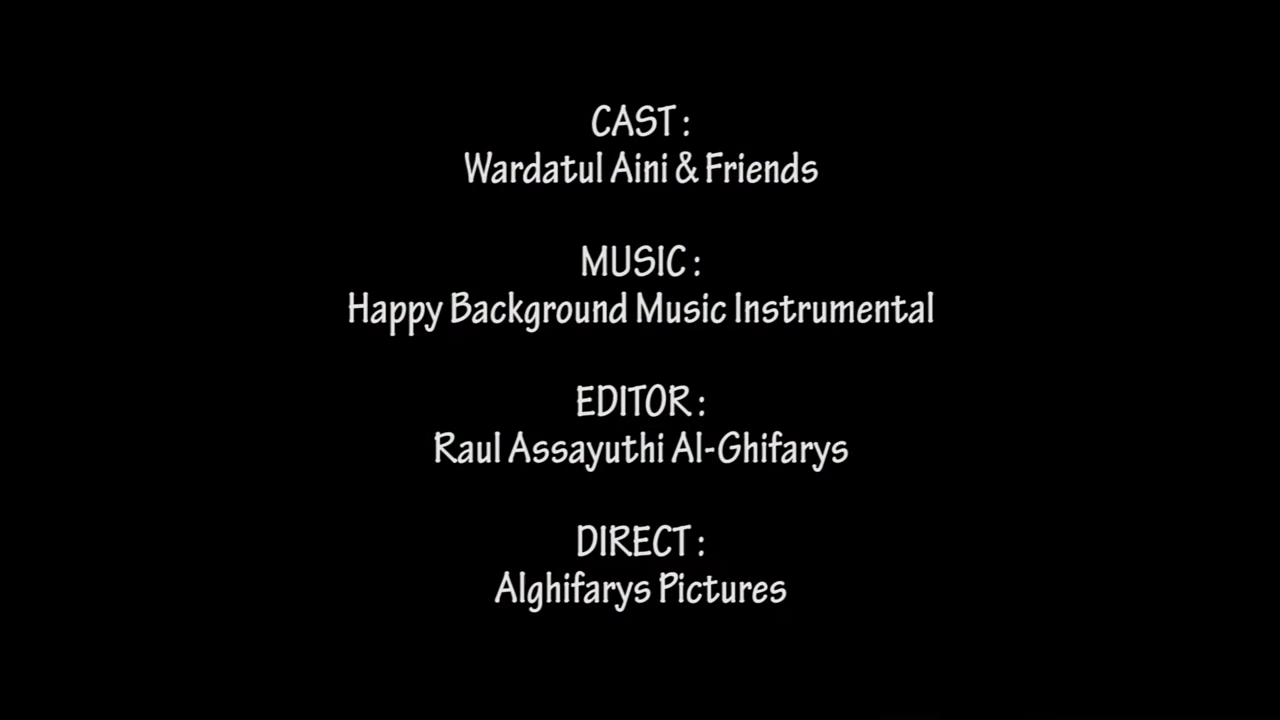 CAST :
Wardatul Aini & Friends
MUSIC :
Happy Background Music Instrumental
EDITOR :
Raul Assayuthi Al-Ghifarys
DIRECT :
Alghifarys Pictures